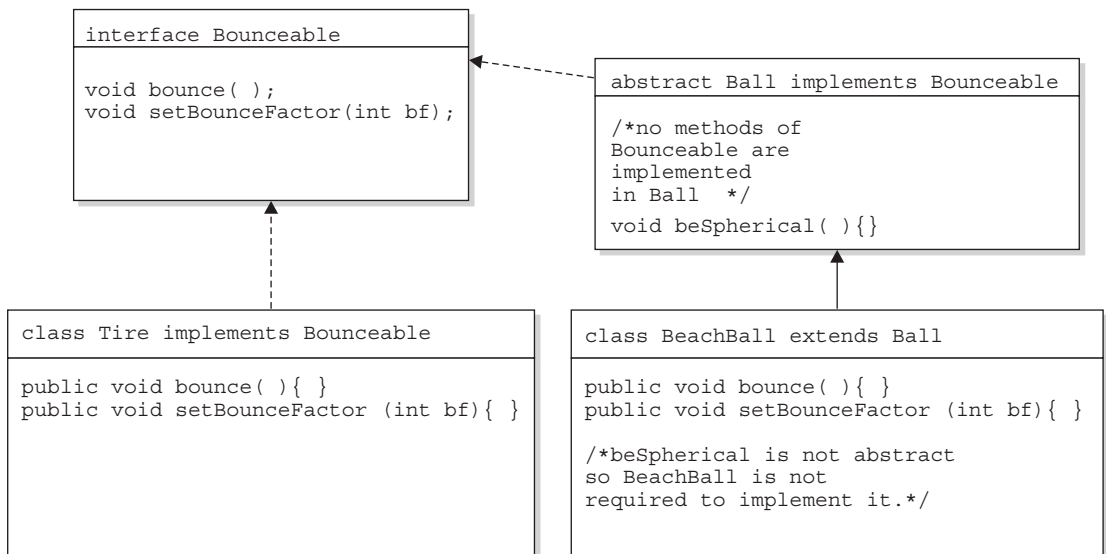 interface Bounceable
void bounce( );
void setBounceFactor(int bf);
abstract Ball implements Bounceable
/*no methods of
Bounceable are
implemented
in Ball  */
void beSpherical( ){}
class Tire implements Bounceable
public void bounce( ){ }
public void setBounceFactor (int bf){ }
class BeachBall extends Ball
public void bounce( ){ }
public void setBounceFactor (int bf){ }
/*beSpherical is not abstract
so BeachBall is not
required to implement it.*/